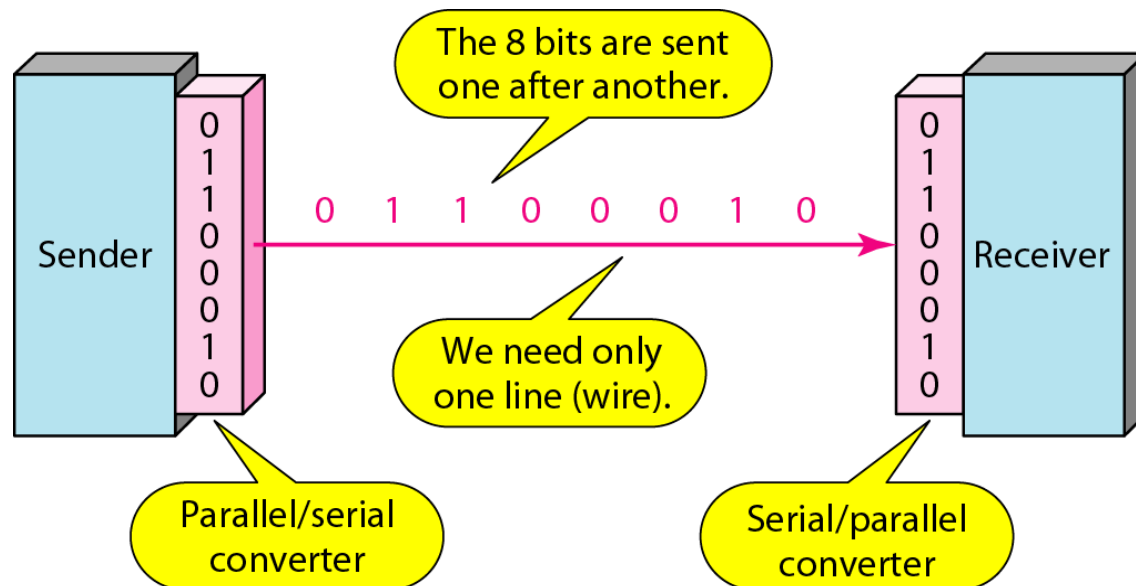 The 8 bits are sent
one after another.
0
1
1
0
0
0
1
0
Sender
0 1 1 0 0 0 1 0
0
1
1
0
0
0
1
0
Receiver
We need only
one line (wire).
Parallel/serial
converter
Serial/parallel
converter